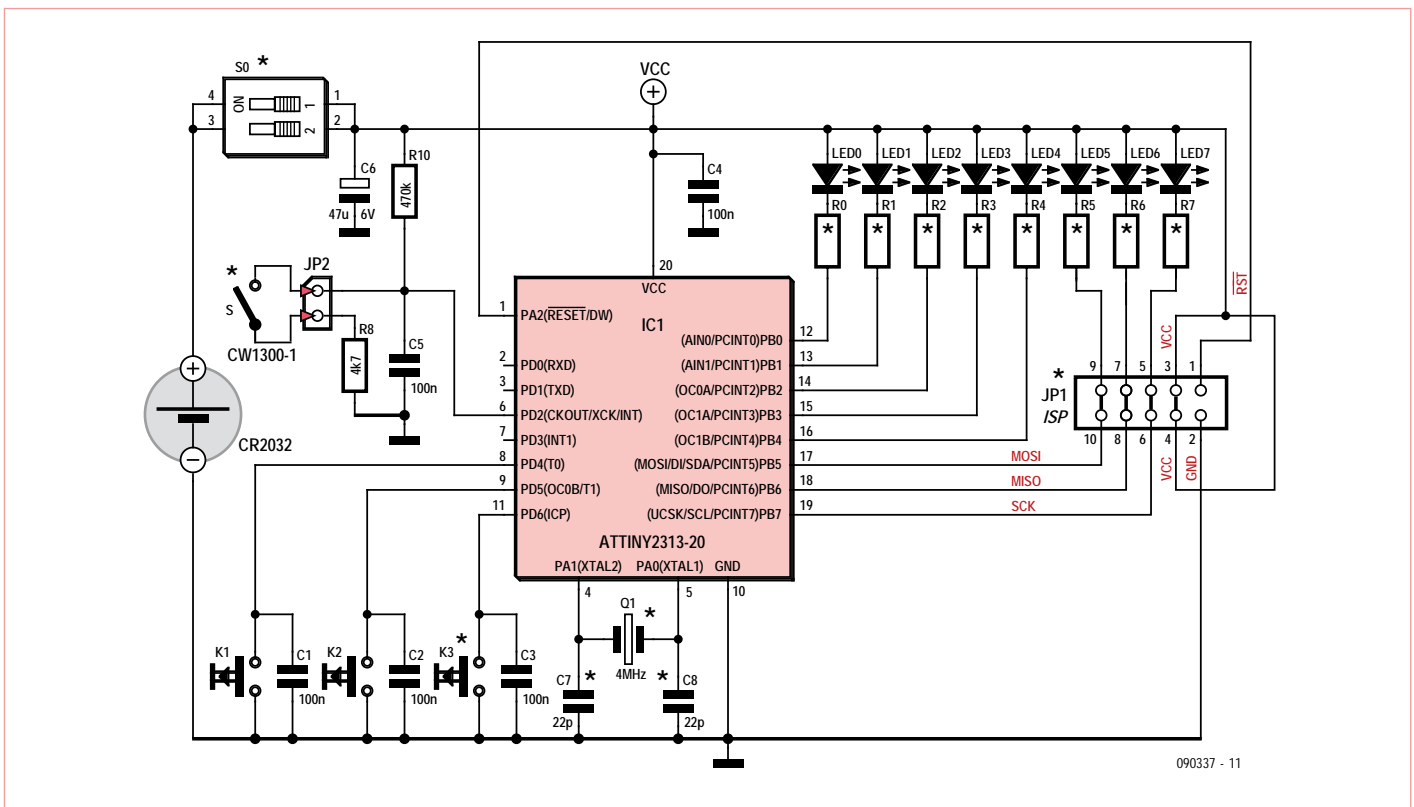 S0 *
4
3
ON
1
2
1
2
VCC
+
R10
470k
C6
47u 6V
C4
100n
LED0
LED1
LED2
LED3
LED4
LED5
LED6
LED7
R0
R1
R2
R3
R4
R5
R6
R7
*
*
*
*
*
*
*
*
*
S
CW1300-1
JP2
R8
4k7
C5
100n
+
−
CR2032
20
VCC
IC1
1
PA2(RESET/DW)
2
PD0(RXD)
3
PD1(TXD)
6
PD2(CKOUT/XCK/INT)
7
PD3(INT1)
8
PD4(T0)
9
PD5(OC0B/T1)
11
PD6(ICP)
(AIN0/PCINT0)PB0
12
(AIN1/PCINT1)PB1
13
(OC0A/PCINT2)PB2
14
(OC1A/PCINT3)PB3
15
(OC1B/PCINT4)PB4
16
(MOSI/DI/SDA/PCINT5)PB5
17
(MISO/DO/PCINT6)PB6
18
(UCSK/SCL/PCINT7)PB7
19
ATTINY2313-20
PA1(XTAL2)
PA0(XTAL1)
GND
4
5
10
MOSI
MISO
SCK
VCC
RST
9
7
5
3
1
*
JP1
ISP
10
8
6
4
2
VCC
GND
Q1
*
4MHz
C7
*
22p
* C8
22p
K1
C1
100n
K2
C2
100n
*
K3
C3
100n
090337 - 11